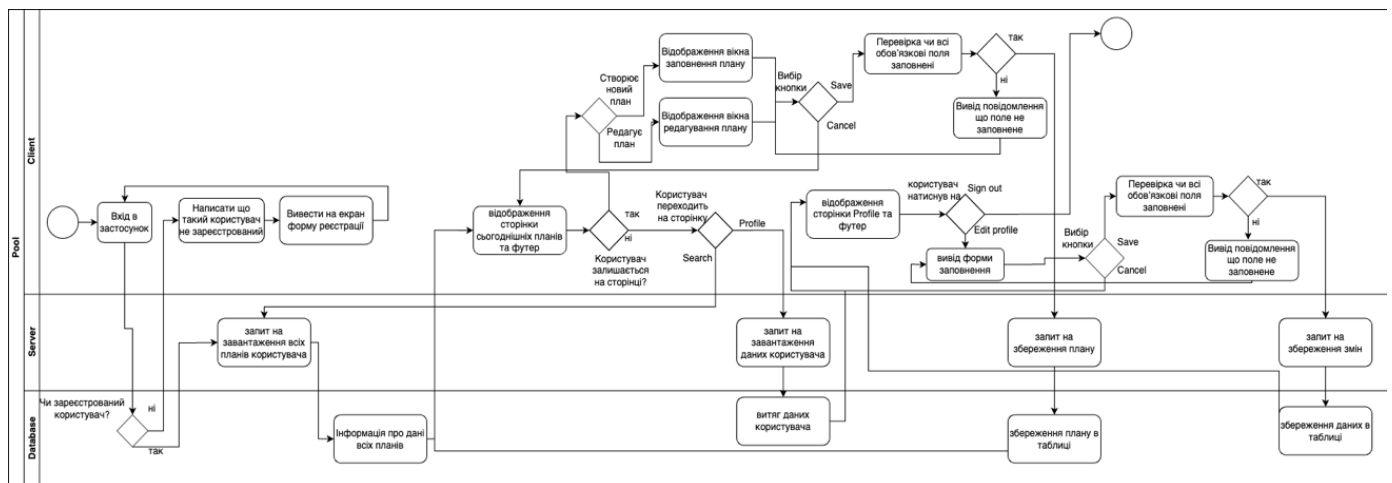 Pool
Client
Вхід в
застосунок
Написати що
такий користувач
не зареєстрований
Вивести на екран
форму реєстрації
Створює
новий
план
Редагує
план
Відображення вікна
заповнення плану
Відображення вікна
редагування плану
Вибір
кнопки
Save
Cancel
Перевірка чи всі
обов'язкові поля
заповнені
так
ні
Вивід повідомлення
що поле не
заповнене
відображення
сторінки
сьогоднішніх планів
та футер
так
ні
Користувач
залишається
на сторінці?
Користувач
переходить
на сторінку
Profile
Search
відображення
сторінки Profile та
футер
користувач
натиснув на
Sign out
Edit profile
вивід форми
заповнення
Вибір
кнопки
Save
Cancel
Перевірка чи всі
обов'язкові поля
заповнені
так
ні
Вивід повідомлення
що поле не
заповнене
Server
запит на
завантаження всіх
планів користувача
запит на
завантаження
даних користувача
запит на
збереження плану
запит на
збереження змін
Database
Чи зареєстрований
користувач?
ні
так
Інформація про дані
всіх планів
витяг даних
користувача
збереження плану в
таблиці
збереження даних в
таблиці